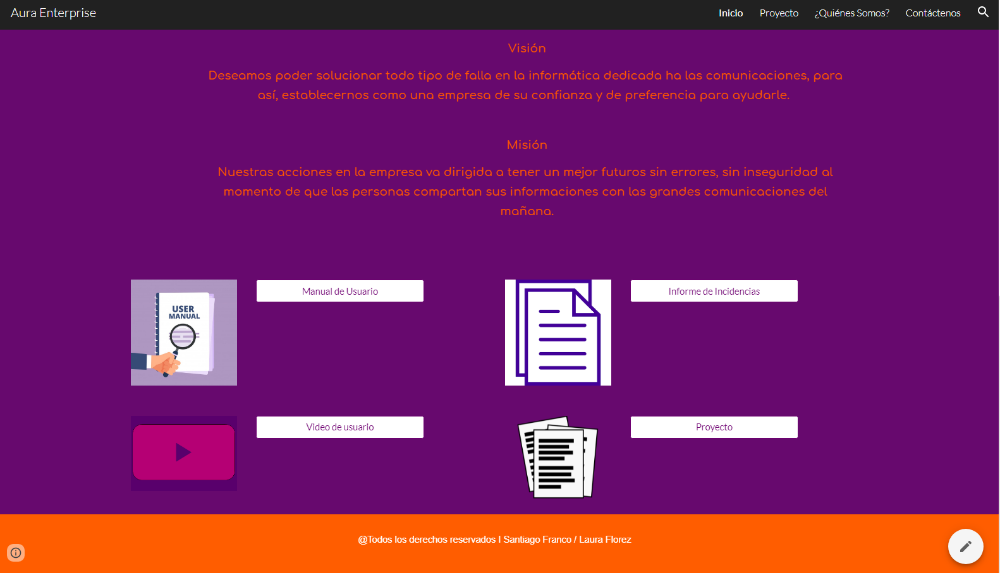 Aura Enterprise
Inicio
Proyecto
¿Quiénes Somos?
Contáctenos
Visión
Deseamos poder solucionar todo tipo de falla en la informática dedicada ha las comunicaciones, para
así, establecernos como una empresa de su confianza y de preferencia para ayudarle.
Misión
Nuestras acciones en la empresa va dirigida a tener un mejor futuros sin errores, sin inseguridad al
momento de que las personas compartan sus informaciones con las grandes comunicaciones del
mañana.
USER
MANUAL
Manual de Usuario
Informe de Incidencias
Video de usuario
Proyecto
@Todos los derechos reservados I Santiago Franco / Laura Florez